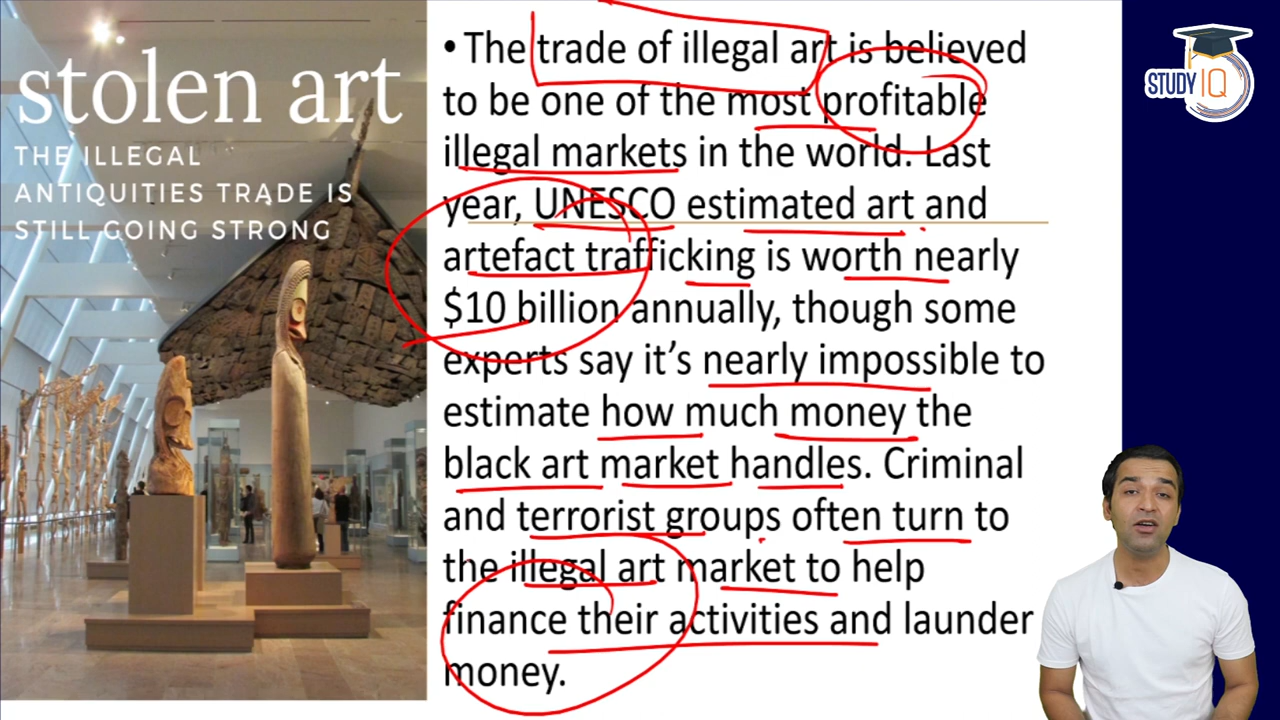 stolen art
THE ILLEGAL
ANTIQUITIES TRADE IS
STILL GOING STRONG
• The trade of illegal art is believed
to be one of the most profitable
illegal markets in the world. Last
year, UNESCO estimated art and
artefact trafficking is worth nearly
$10 billion annually, though some
experts say it's nearly impossible to
estimate how much money the
black art market handles. Criminal
and terrorist groups often turn to
the illegal art market to help
finance their activities and launder
money.
STUDY IQ